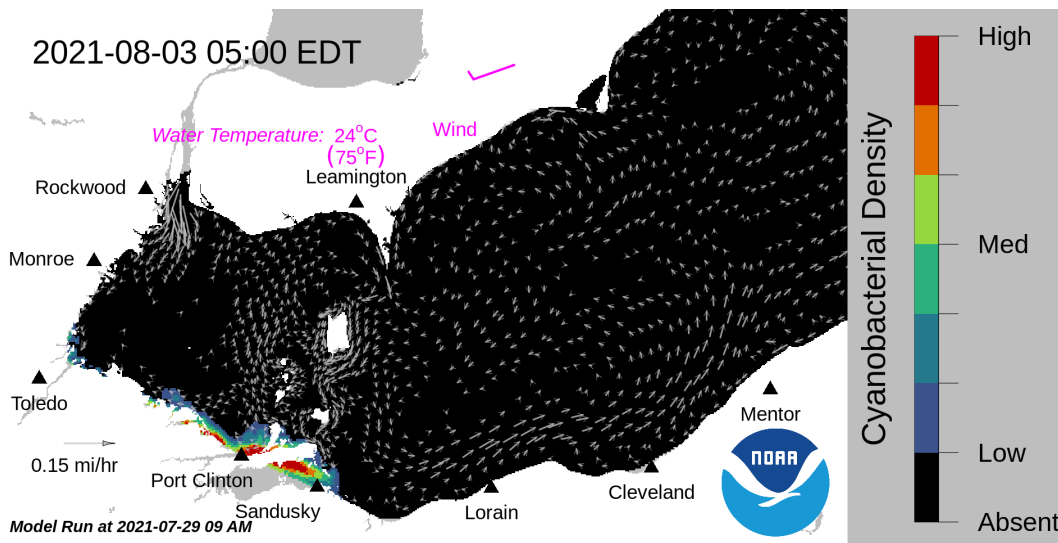 2021-08-03 05:00 EDT
High
Wind
Water Temperature: 24°C
(75°F)
Leamington
Rockwood
Cyanobacterial Density
Med
Monroe
Toledo
Mentor
NOAA
0.15 mi/hr
Low
Port Clinton
Cleveland
Sandusky
Lorain
Model Run at 2021-07-29 09 AM
Absent